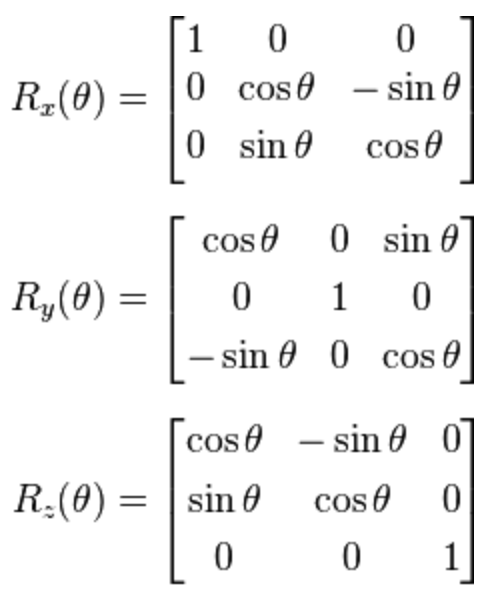 1 0 0
R_x(θ) = 0 cos θ − sin θ
0 sin θ cos θ
cos θ 0 sin θ
R_y(θ) = 0 1 0
− sin θ 0 cos θ
cos θ − sin θ 0
R_z(θ) = sin θ cos θ 0
0 0 1